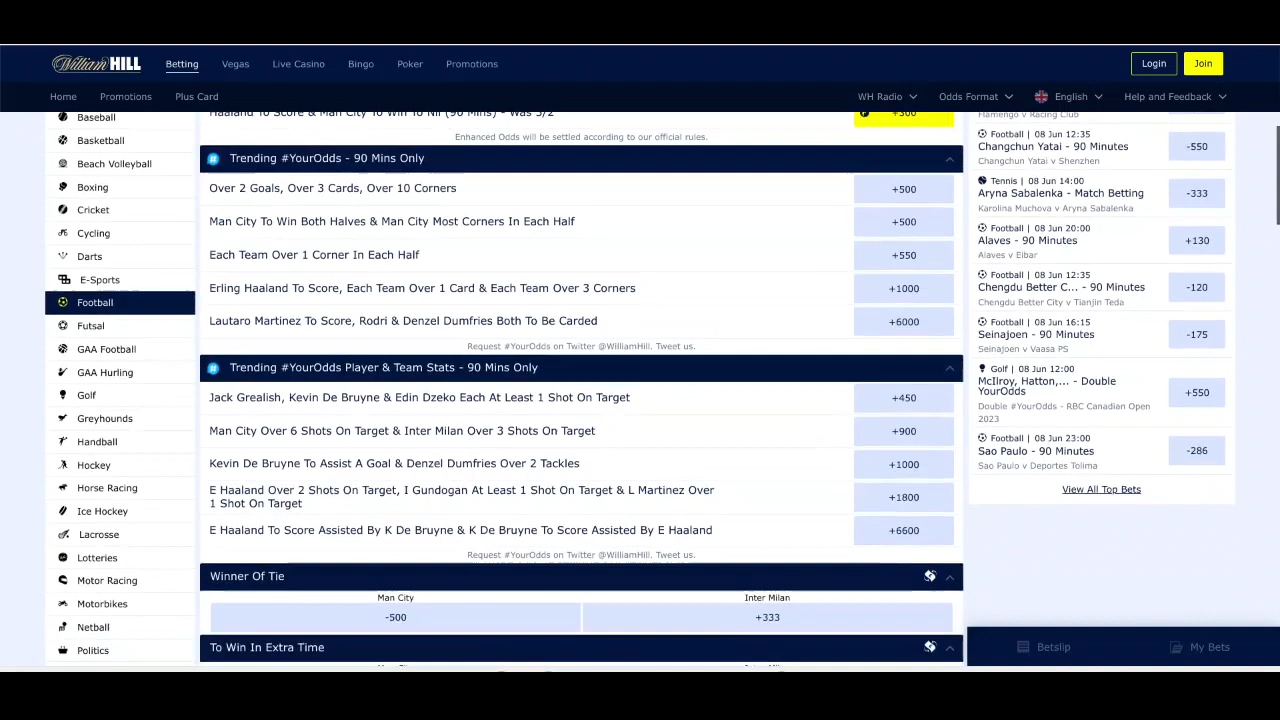 William HILL
Betting
Vegas
Live Casino
Bingo
Poker
Promotions
Login
Join
Home
Promotions
Plus Card
WH Radio
Odds Format
English
Help and Feedback
Baseball
Basketball
Beach Volleyball
Boxing
Cricket
Cycling
Darts
E-Sports
Football
Futsal
GAA Football
GAA Hurling
Golf
Greyhounds
Handball
Hockey
Horse Racing
Ice Hockey
Lacrosse
Lotteries
Motor Racing
Motorbikes
Netball
Politics
Haaland To Score & Man City To Win To Nil (90 Mins) - Was 5/2
+300
Enhanced Odds will be settled according to our official rules.
Trending #YourOdds - 90 Mins Only
Over 2 Goals, Over 3 Cards, Over 10 Corners
+500
Man City To Win Both Halves & Man City Most Corners In Each Half
+500
Each Team Over 1 Corner In Each Half
+550
Erling Haaland To Score, Each Team Over 1 Card & Each Team Over 3 Corners
+1000
Lautaro Martinez To Score, Rodri & Denzel Dumfries Both To Be Carded
+6000
Request #YourOdds on Twitter @WilliamHill. Tweet us.
Trending #YourOdds Player & Team Stats - 90 Mins Only
Jack Grealish, Kevin De Bruyne & Edin Dzeko Each At Least 1 Shot On Target
+450
Man City Over 6 Shots On Target & Inter Milan Over 3 Shots On Target
+900
Kevin De Bruyne To Assist A Goal & Denzel Dumfries Over 2 Tackles
+1000
E Haaland Over 2 Shots On Target, I Gundogan At Least 1 Shot On Target & L Martinez Over
1 Shot On Target
+1800
E Haaland To Score Assisted By K De Bruyne & K De Bruyne To Score Assisted By E Haaland
+6600
Request #YourOdds on Twitter @WilliamHill. Tweet us.
Winner Of Tie
Man City
Inter Milan
-500
+333
To Win In Extra Time
Flamengo v Racing Club
Football | 08 Jun 12:35
Changchun Yatai - 90 Minutes
Changchun Yatai v Shenzhen
-550
Tennis | 08 Jun 14:00
Aryna Sabalenka - Match Betting
Karolina Muchova v Aryna Sabalenka
-333
Football | 08 Jun 20:00
Alaves - 90 Minutes
Alaves v Eibar
+130
Football | 08 Jun 12:35
Chengdu Better C... - 90 Minutes
Chengdu Better City v Tianjin Teda
-120
Football | 08 Jun 16:15
Seinajoen - 90 Minutes
Seinajoen v Vaasa PS
-175
Golf | 08 Jun 12:00
McIlroy, Hatton,... - Double
YourOdds
Double #YourOdds - RBC Canadian Open
2023
+550
Football | 08 Jun 23:00
Sao Paulo - 90 Minutes
Sao Paulo v Deportes Tolima
-286
View All Top Bets
Betslip
My Bets